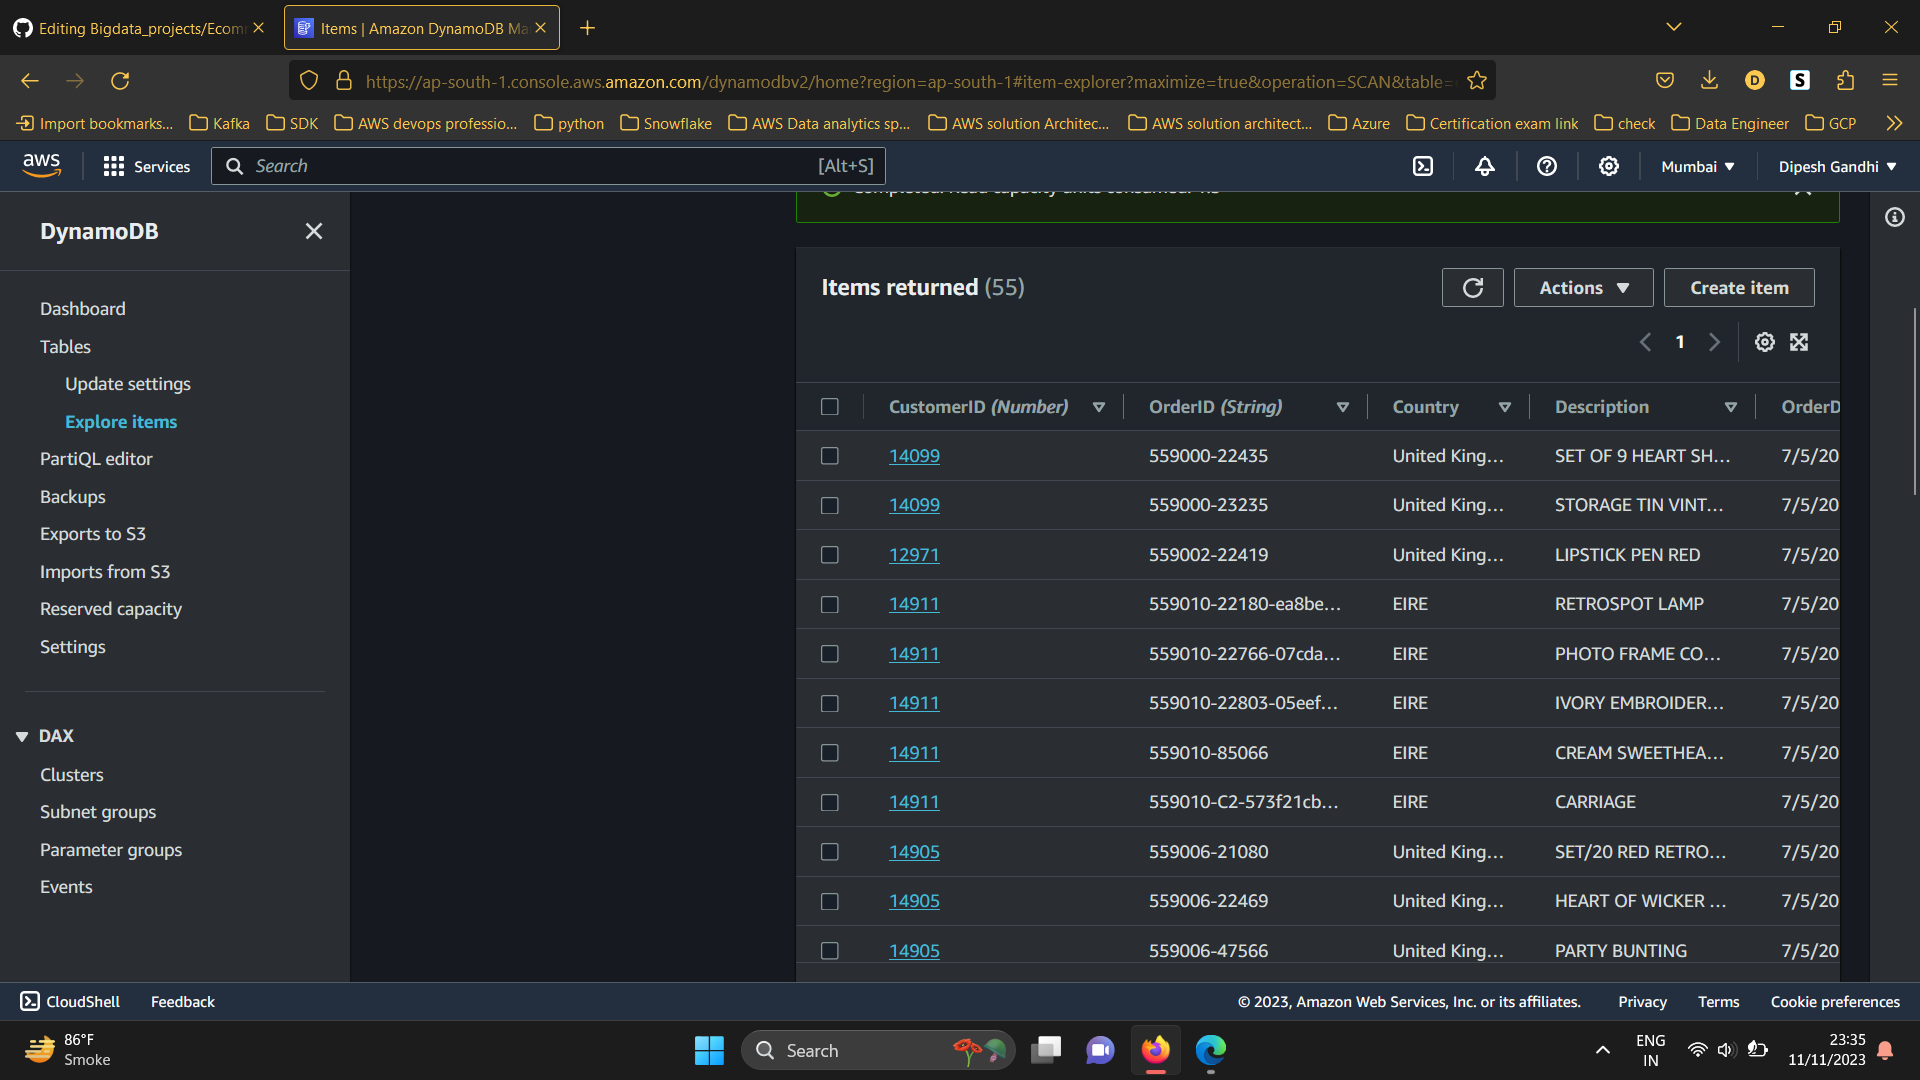 Editing Bigdata_projects/Ecom
Items | Amazon DynamoDB Ma
https://ap-south-1.console.aws.amazon.com/dynamodbv2/home?region=ap-south-1#item-explorer?maximize=true&operation=SCAN&table=
D
S
Import bookmarks...
Kafka
SDK
AWS devops professio...
python
Snowflake
AWS Data analytics sp...
AWS solution Architec...
AWS solution architect...
Azure
Certification exam link
check
Data Engineer
GCP
aws
Services
Search
[Alt+S]
Mumbai
Dipesh Gandhi
DynamoDB
Dashboard
Tables
Update settings
Explore items
PartiQL editor
Backups
Exports to S3
Imports from S3
Reserved capacity
Settings
DAX
Clusters
Subnet groups
Parameter groups
Events
Completed. Read capacity units consumed:
Items returned (55)
Actions
Create item
1
CustomerID (Number) OrderID (String) Country Description OrderD
14099 559000-22435 United King... SET OF 9 HEART SH... 7/5/20
14099 559000-23235 United King... STORAGE TIN VINT... 7/5/20
12971 559002-22419 United King... LIPSTICK PEN RED 7/5/20
14911 559010-22180-ea8be... EIRE RETROSPOT LAMP 7/5/20
14911 559010-22766-07cda... EIRE PHOTO FRAME CO... 7/5/20
14911 559010-22803-05eef... EIRE IVORY EMBROIDER... 7/5/20
14911 559010-85066 EIRE CREAM SWEETHEA... 7/5/20
14911 559010-C2-573f21cb... EIRE CARRIAGE 7/5/20
14905 559006-21080 United King... SET/20 RED RETRO... 7/5/20
14905 559006-22469 United King... HEART OF WICKER ... 7/5/20
14905 559006-47566 United King... PARTY BUNTING 7/5/20
CloudShell
Feedback
© 2023, Amazon Web Services, Inc. or its affiliates.
Privacy
Terms
Cookie preferences
86°F
Smoke
Search
ENG
IN
23:35
11/11/2023